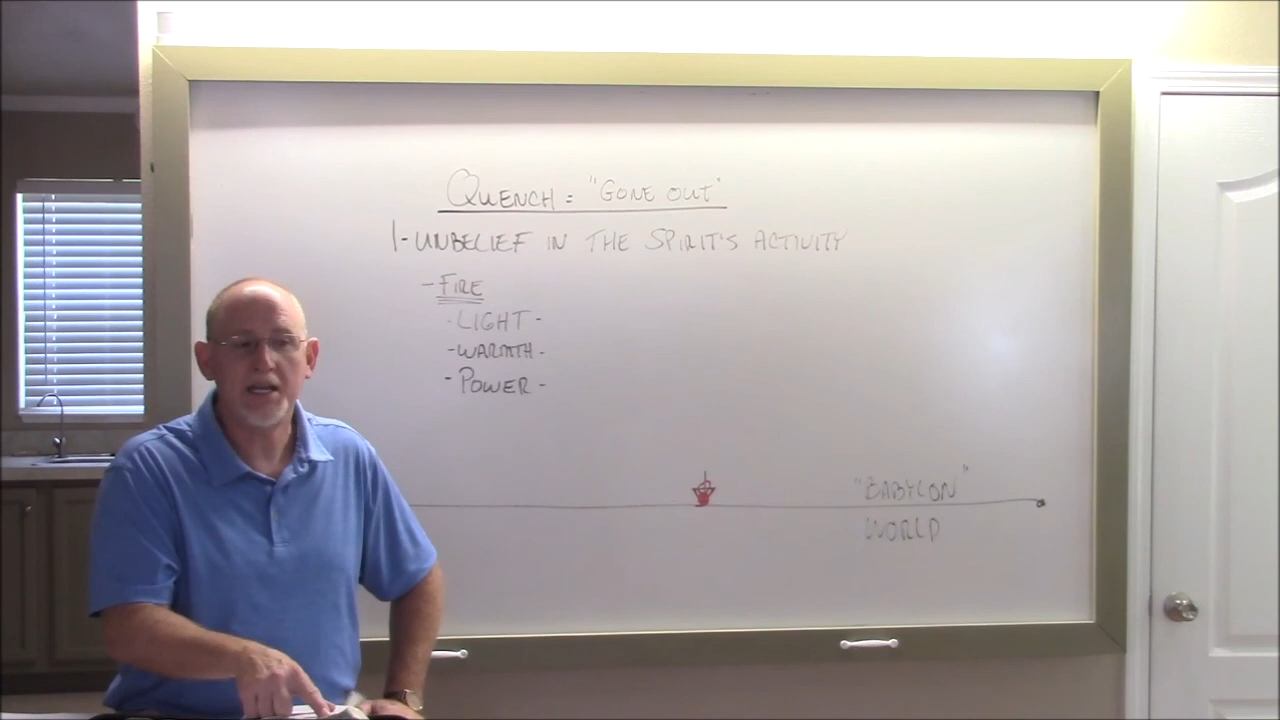 QUENCH = "GONE OUT"
1-UNBELIEF IN THE SPIRIT'S ACTIVITY
-FIRE
-LIGHT-
-WARMTH-
-POWER-
"BABYLON"
WORLD